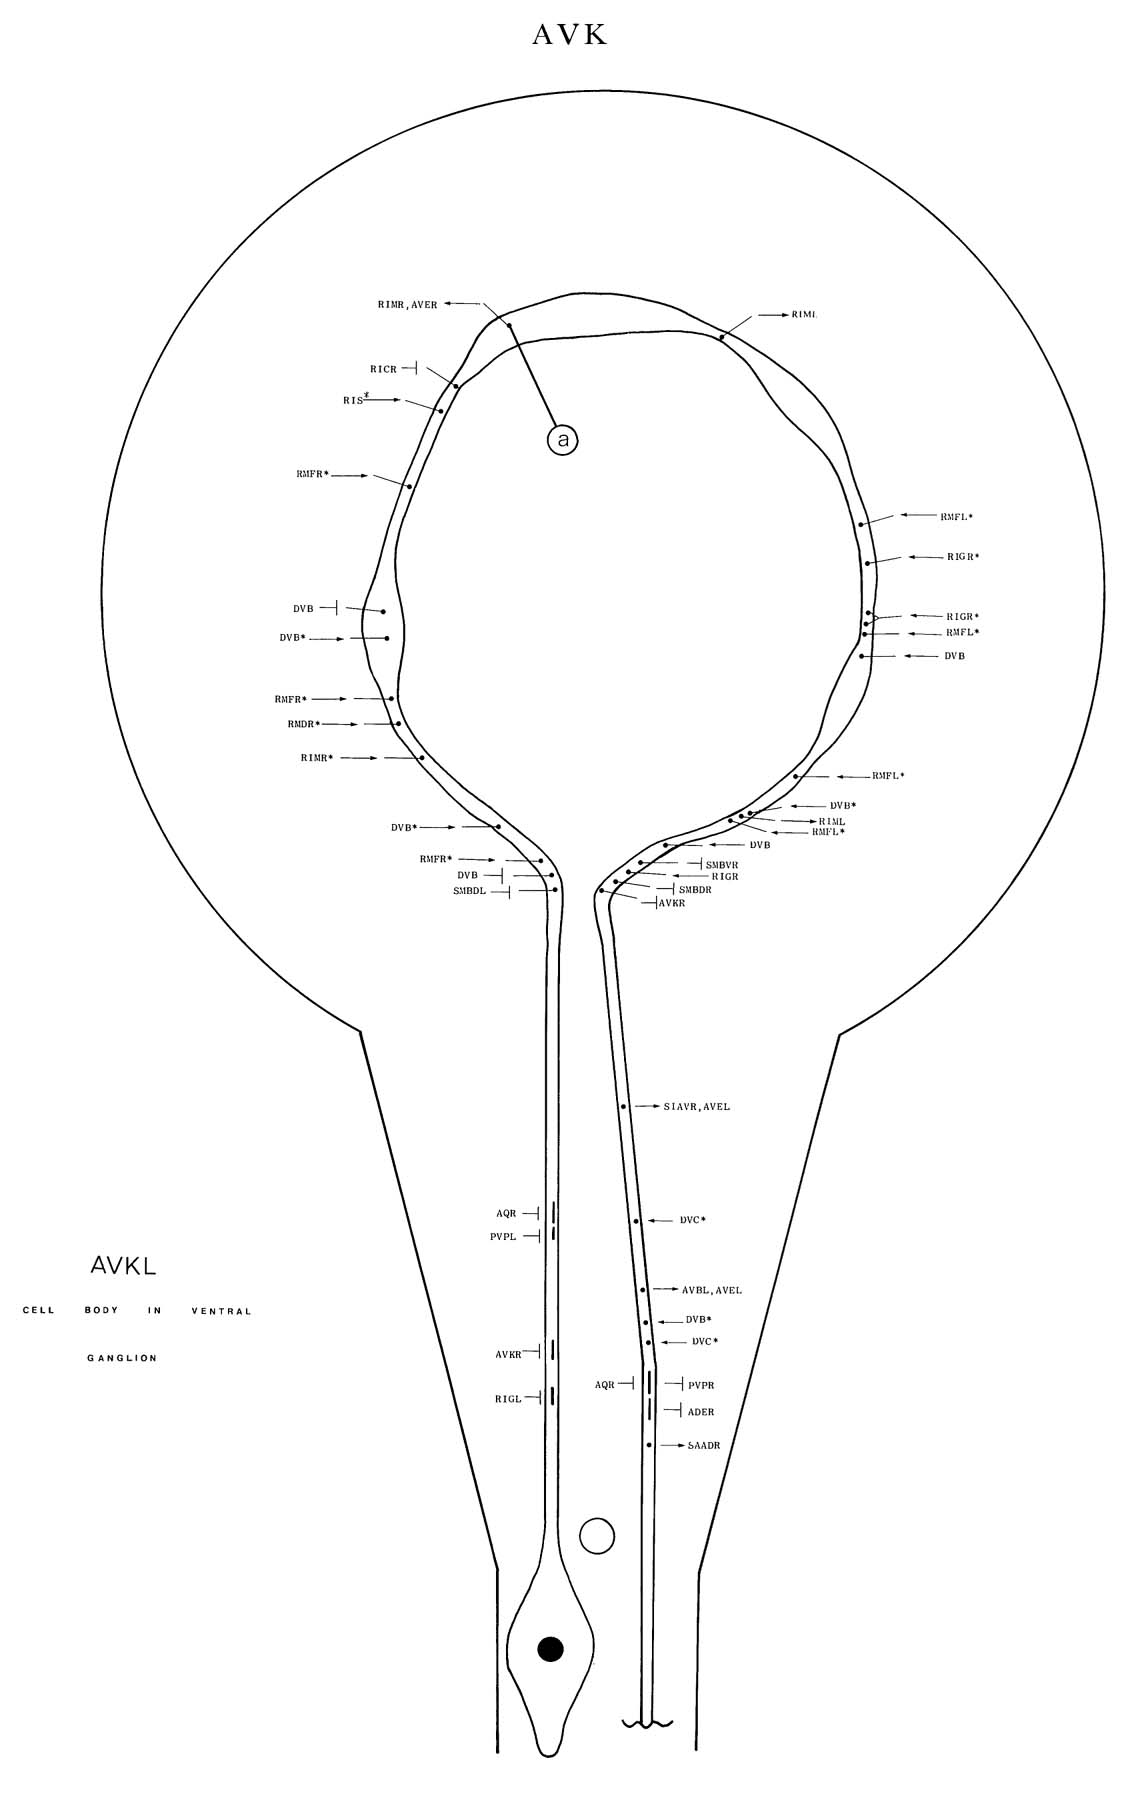 AVK
RIMR,AVER
RIML
RICR
RIS*
a
RMFR*
RMFL*
RIGR*
DVB
RIGR*
DVB*
RMFL*
DVB
RMFR*
RMDR*
RIMR*
RMFL*
DVB*
RIML
DVB*
RMFL*
DVB
RMFR*
SMBVR
DVB
RIGR
SMBDL
SMBDR
AVKR
SIAVR,AVEL
AQR
DVC*
PVPL
AVKL
AVBL,AVEL
CELL BODY IN VENTRAL
DVB*
DVC*
AVKR
GANGLION
AQR
PVPR
RIGL
ADER
SAADR